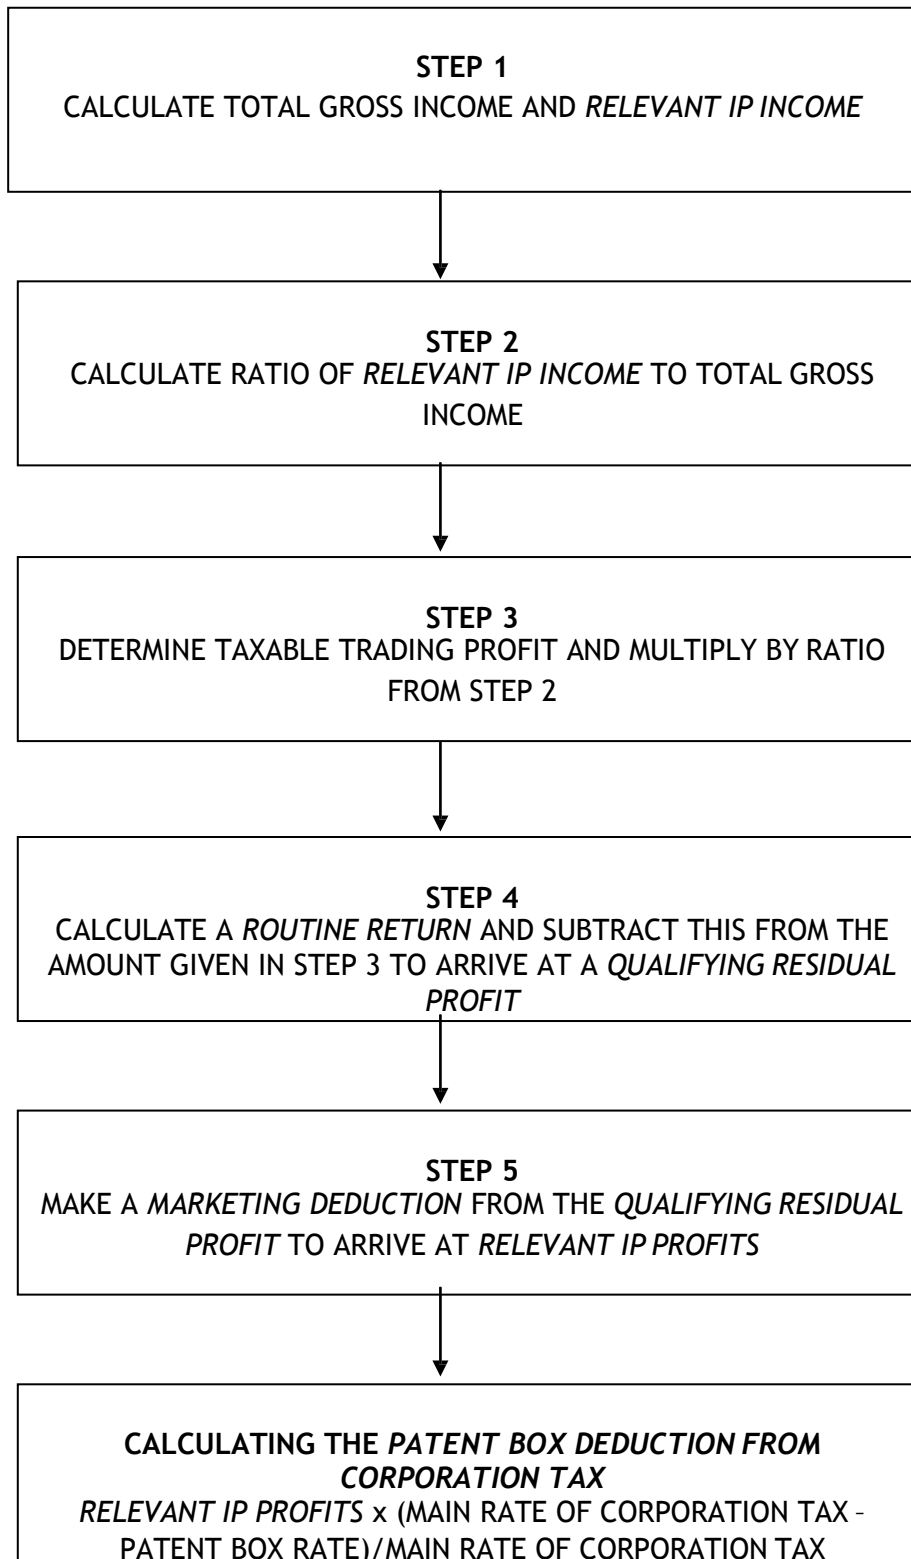 STEP 1
CALCULATE TOTAL GROSS INCOME AND RELEVANT IP INCOME
STEP 2
CALCULATE RATIO OF RELEVANT IP INCOME TO TOTAL GROSS
INCOME
STEP 3
DETERMINE TAXABLE TRADING PROFIT AND MULTIPLY BY RATIO
FROM STEP 2
STEP 4
CALCULATE A ROUTINE RETURN AND SUBTRACT THIS FROM THE
AMOUNT GIVEN IN STEP 3 TO ARRIVE AT A QUALIFYING RESIDUAL
PROFIT
STEP 5
MAKE A MARKETING DEDUCTION FROM THE QUALIFYING RESIDUAL
PROFIT TO ARRIVE AT RELEVANT IP PROFITS
CALCULATING THE PATENT BOX DEDUCTION FROM
CORPORATION TAX
RELEVANT IP PROFITS x (MAIN RATE OF CORPORATION TAX –
PATENT BOX RATE)/MAIN RATE OF CORPORATION TAX